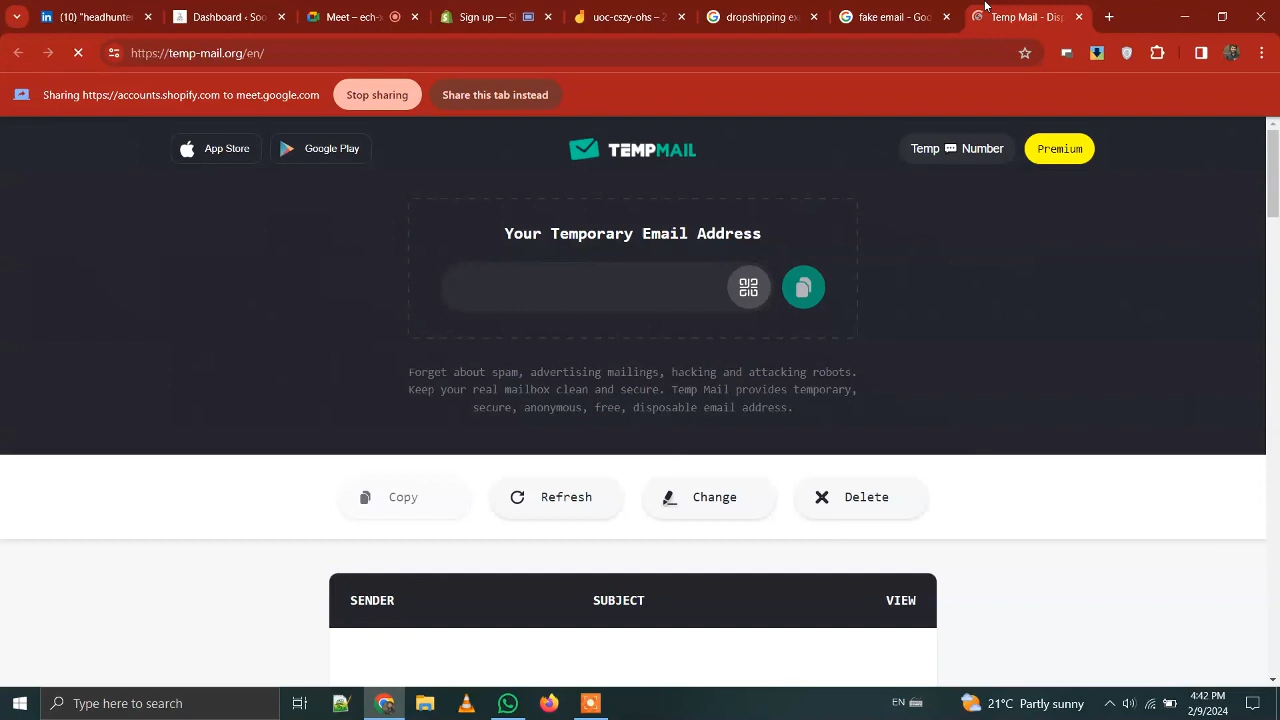 (10) "headhunter
Dashboard - Soo
Meet – ech-x
Sign up — S
uoc-cszy-ohs – 2
dropshipping ex
fake email - Goo
Temp Mail - Disp
https://temp-mail.org/en/
Sharing https://accounts.shopify.com to meet.google.com
Stop sharing
Share this tab instead
App Store
Google Play
TEMPMAIL
Temp Number
Premium
Your Temporary Email Address
Forget about spam, advertising mailings, hacking and attacking robots.
Keep your real mailbox clean and secure. Temp Mail provides temporary,
secure, anonymous, free, disposable email address.
Copy
Refresh
Change
Delete
SENDER
SUBJECT
VIEW
Type here to search
EN
21°C Partly sunny
4:42 PM
2/9/2024